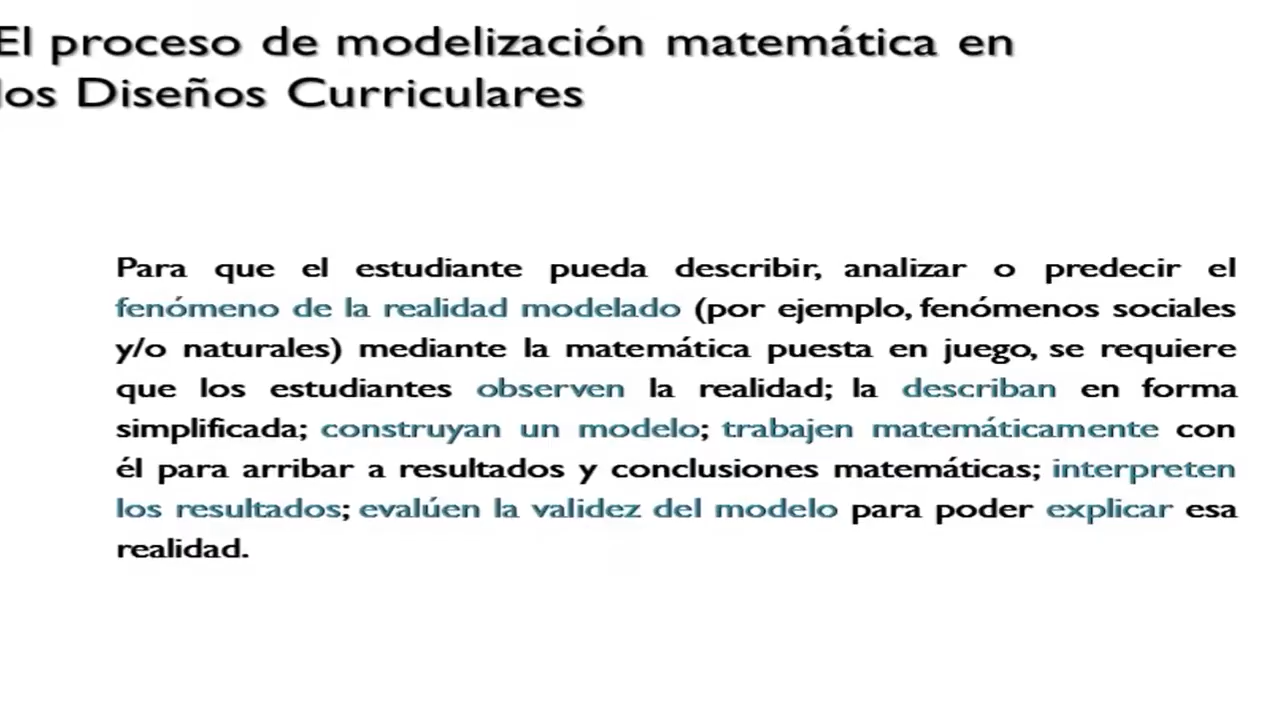 El proceso de modelización matemática en
los Diseños Curriculares
Para que el estudiante pueda describir, analizar o predecir el
fenómeno de la realidad modelado (por ejemplo, fenómenos sociales
y/o naturales) mediante la matemática puesta en juego, se requiere
que los estudiantes observen la realidad; la describan en forma
simplificada; construyan un modelo; trabajen matemáticamente con
él para arribar a resultados y conclusiones matemáticas; interpreten
los resultados; evalúen la validez del modelo para poder explicar esa
realidad.